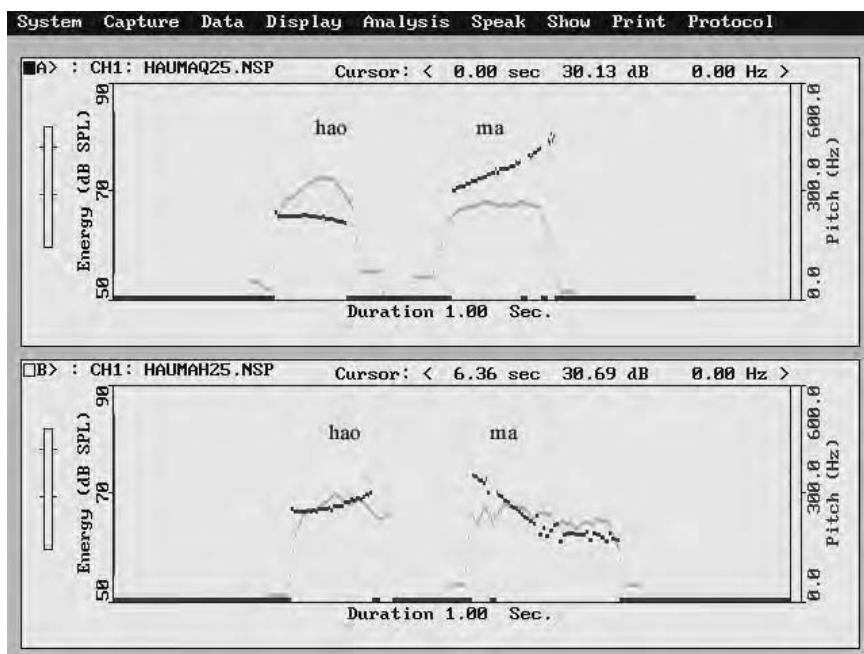 System Capture Data Display Analysis Speak Show Print Protocol
A> : CH1: HAUMAQ25.NSP Cursor: < 0.00 sec 30.13 dB 0.00 Hz >
90
70
50
Energy (dB SPL)
hao ma
600.0
300.0
0.0
Pitch (Hz)
Duration 1.00 Sec.
B> : CH1: HAUMAH25.NSP Cursor: < 6.36 sec 30.69 dB 0.00 Hz >
90
70
50
Energy (dB SPL)
hao ma
600.0
300.0
0.0
Pitch (Hz)
Duration 1.00 Sec.